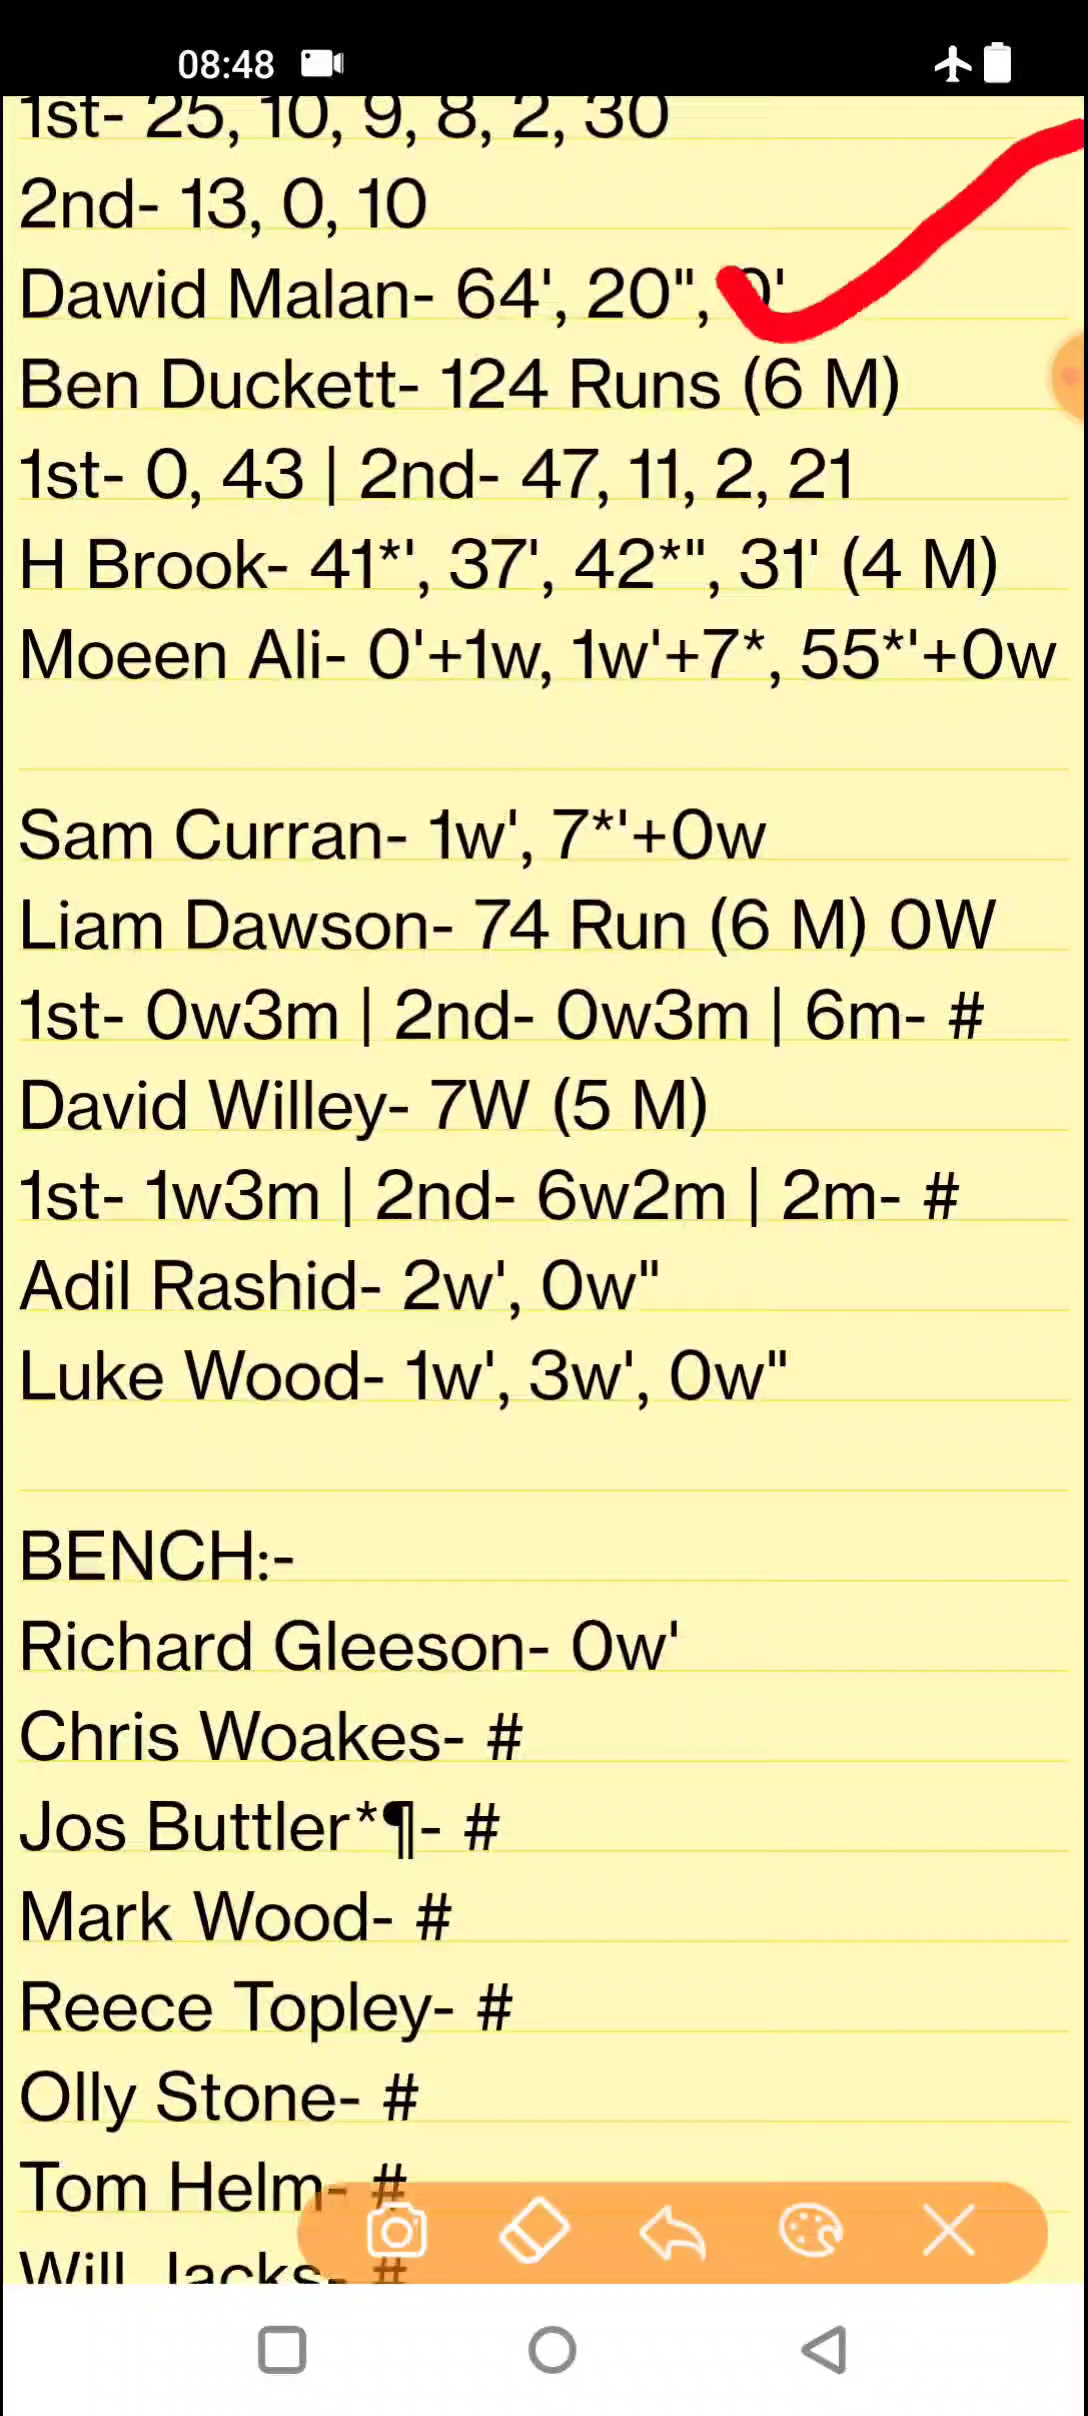 08:48
1st- 25, 10, 9, 8, 2, 30
2nd- 13, 0, 10
Dawid Malan- 64', 20", 0'
Ben Duckett- 124 Runs (6 M)
1st- 0, 43 | 2nd- 47, 11, 2, 21
H Brook- 41*', 37', 42*", 31' (4 M)
Moeen Ali- 0'+1w, 1w'+7*, 55*'+0w
Sam Curran- 1w', 7*'+0w
Liam Dawson- 74 Run (6 M) 0W
1st- 0w3m | 2nd- 0w3m | 6m- #
David Willey- 7W (5 M)
1st- 1w3m | 2nd- 6w2m | 2m- #
Adil Rashid- 2w', 0w"
Luke Wood- 1w', 3w', 0w"
BENCH:-
Richard Gleeson- 0w'
Chris Woakes- #
Jos Buttler*¶- #
Mark Wood- #
Reece Topley- #
Olly Stone- #
Tom Helm- #
Will Jacks- #